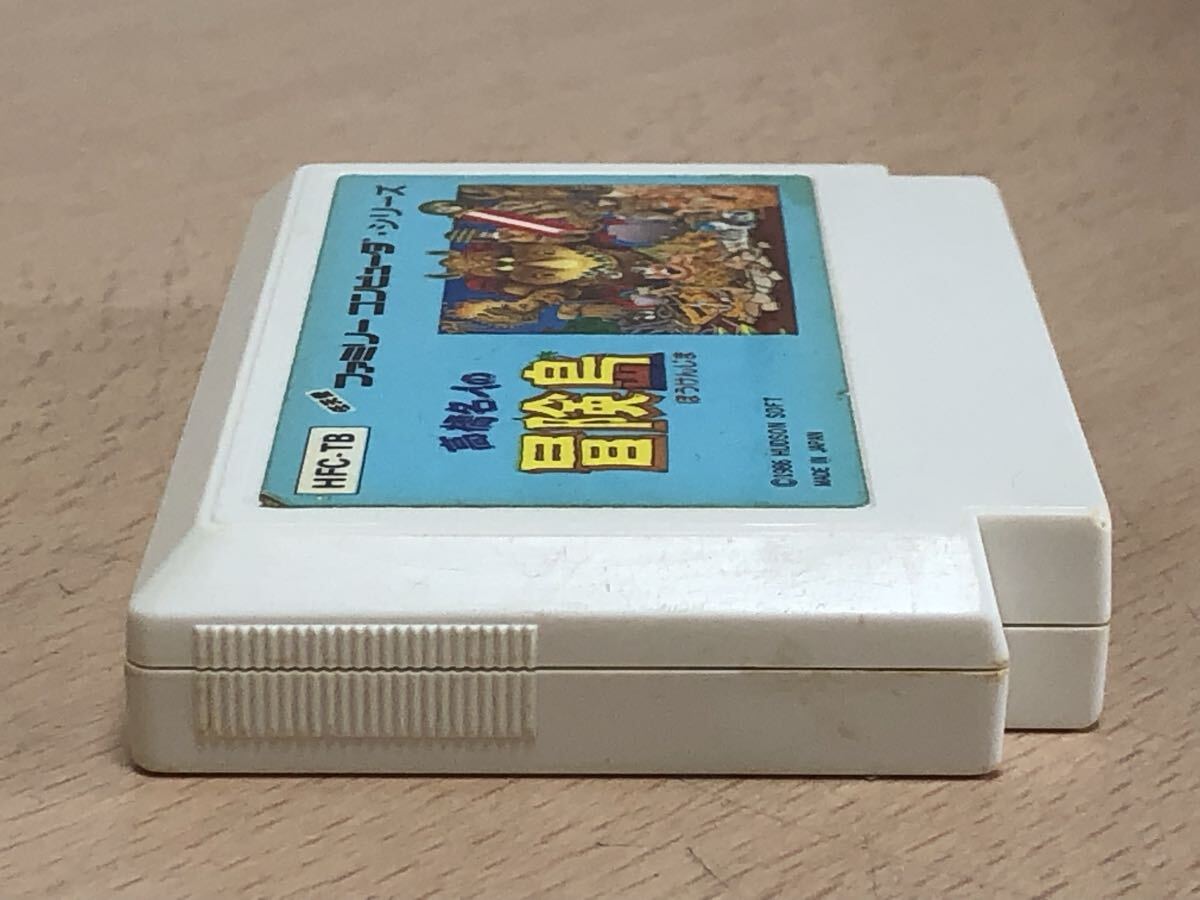 ファミリーコンピュータ・シリーズ
HFC-TB
高橋名人の
冒険島
ぼうけんじま
©1986 HUDSON SOFT
MADE IN JAPAN